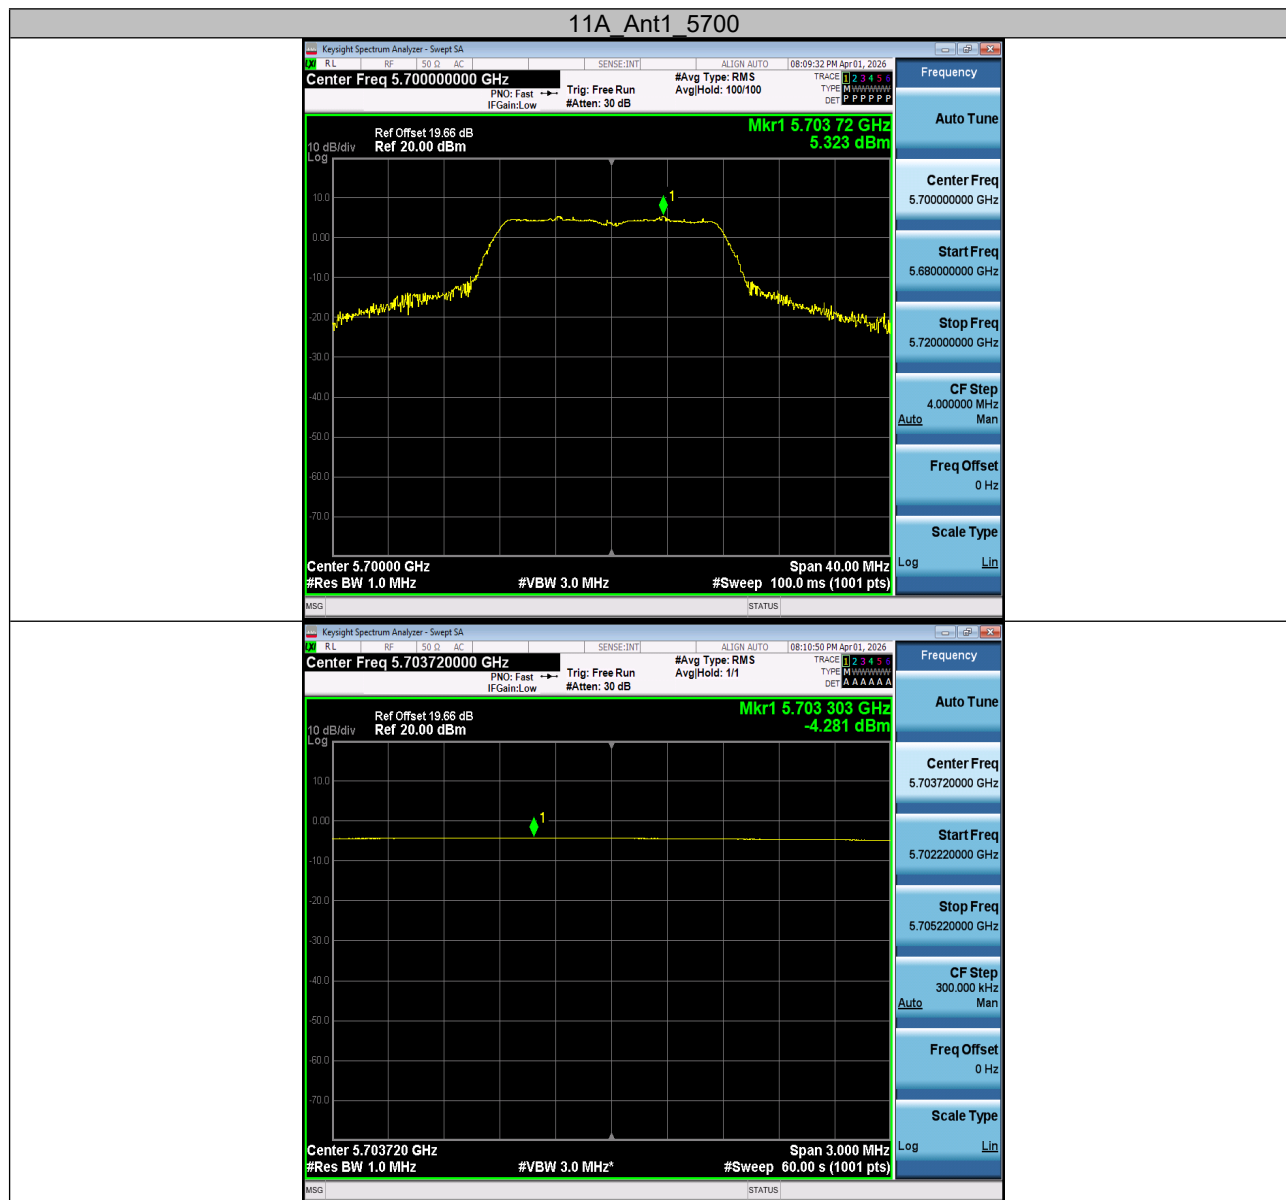 11A_Ant1_5700
Keysight Spectrum Analyzer - Swept SA
RL RF 50 Ω AC SENSE:INT ALIGN AUTO 08:09:32 PM Apr 01, 2026
Center Freq 5.700000000 GHz
PNO: Fast
IFGain:Low
Trig: Free Run
#Atten: 30 dB
#Avg Type: RMS
Avg|Hold: 100/100
TRACE 1 2 3 4 5 6
TYPE M W W W W W
DET P P P P P P
Frequency
Mkr1 5.703 72 GHz
5.323 dBm
Ref Offset 19.66 dB
10 dB/div Ref 20.00 dBm
Log
10.0
0.00
-10.0
-20.0
-30.0
-40.0
-50.0
-60.0
-70.0
1
Auto Tune
Center Freq
5.700000000 GHz
Start Freq
5.680000000 GHz
Stop Freq
5.720000000 GHz
CF Step
4.000000 MHz
Auto Man
Freq Offset
0 Hz
Scale Type
Log Lin
Center 5.70000 GHz Span 40.00 MHz
#Res BW 1.0 MHz #VBW 3.0 MHz #Sweep 100.0 ms (1001 pts)
MSG STATUS
Keysight Spectrum Analyzer - Swept SA
RL RF 50 Ω AC SENSE:INT ALIGN AUTO 08:10:50 PM Apr 01, 2026
Center Freq 5.703720000 GHz
PNO: Fast
IFGain:Low
Trig: Free Run
#Atten: 30 dB
#Avg Type: RMS
Avg|Hold: 1/1
TRACE 1 2 3 4 5 6
TYPE M W W W W W
DET A A A A A A
Frequency
Mkr1 5.703 303 GHz
-4.281 dBm
Ref Offset 19.66 dB
10 dB/div Ref 20.00 dBm
Log
10.0
0.00
-10.0
-20.0
-30.0
-40.0
-50.0
-60.0
-70.0
1
Auto Tune
Center Freq
5.703720000 GHz
Start Freq
5.702220000 GHz
Stop Freq
5.705220000 GHz
CF Step
300.000 kHz
Auto Man
Freq Offset
0 Hz
Scale Type
Log Lin
Center 5.703720 GHz Span 3.000 MHz
#Res BW 1.0 MHz #VBW 3.0 MHz* #Sweep 60.00 s (1001 pts)
MSG STATUS